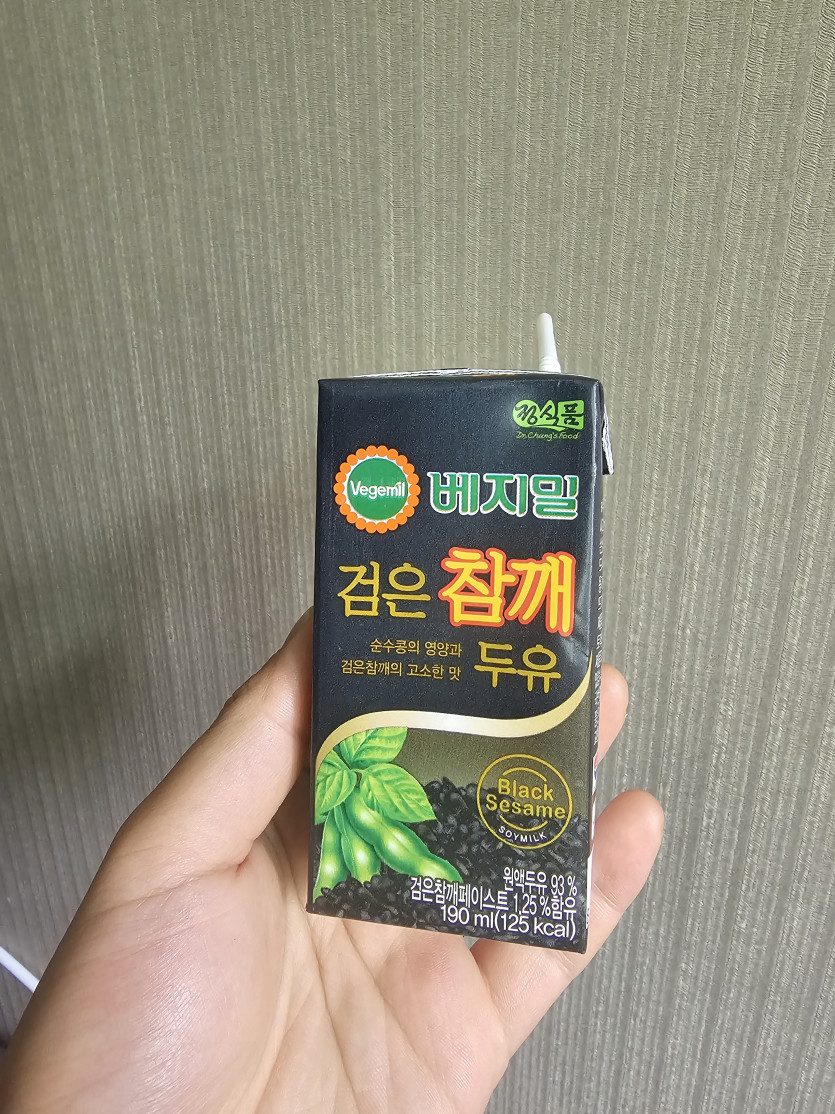 정식품
Dr.Chung's Food
Vegemil 베지밀
검은 참깨
순수콩의 영양과
검은참깨의 고소한 맛
두유
Black
Sesame
SOYMILK
원액두유 93 %
검은참깨페이스트 1.25 %함유
190 ml(125 kcal)